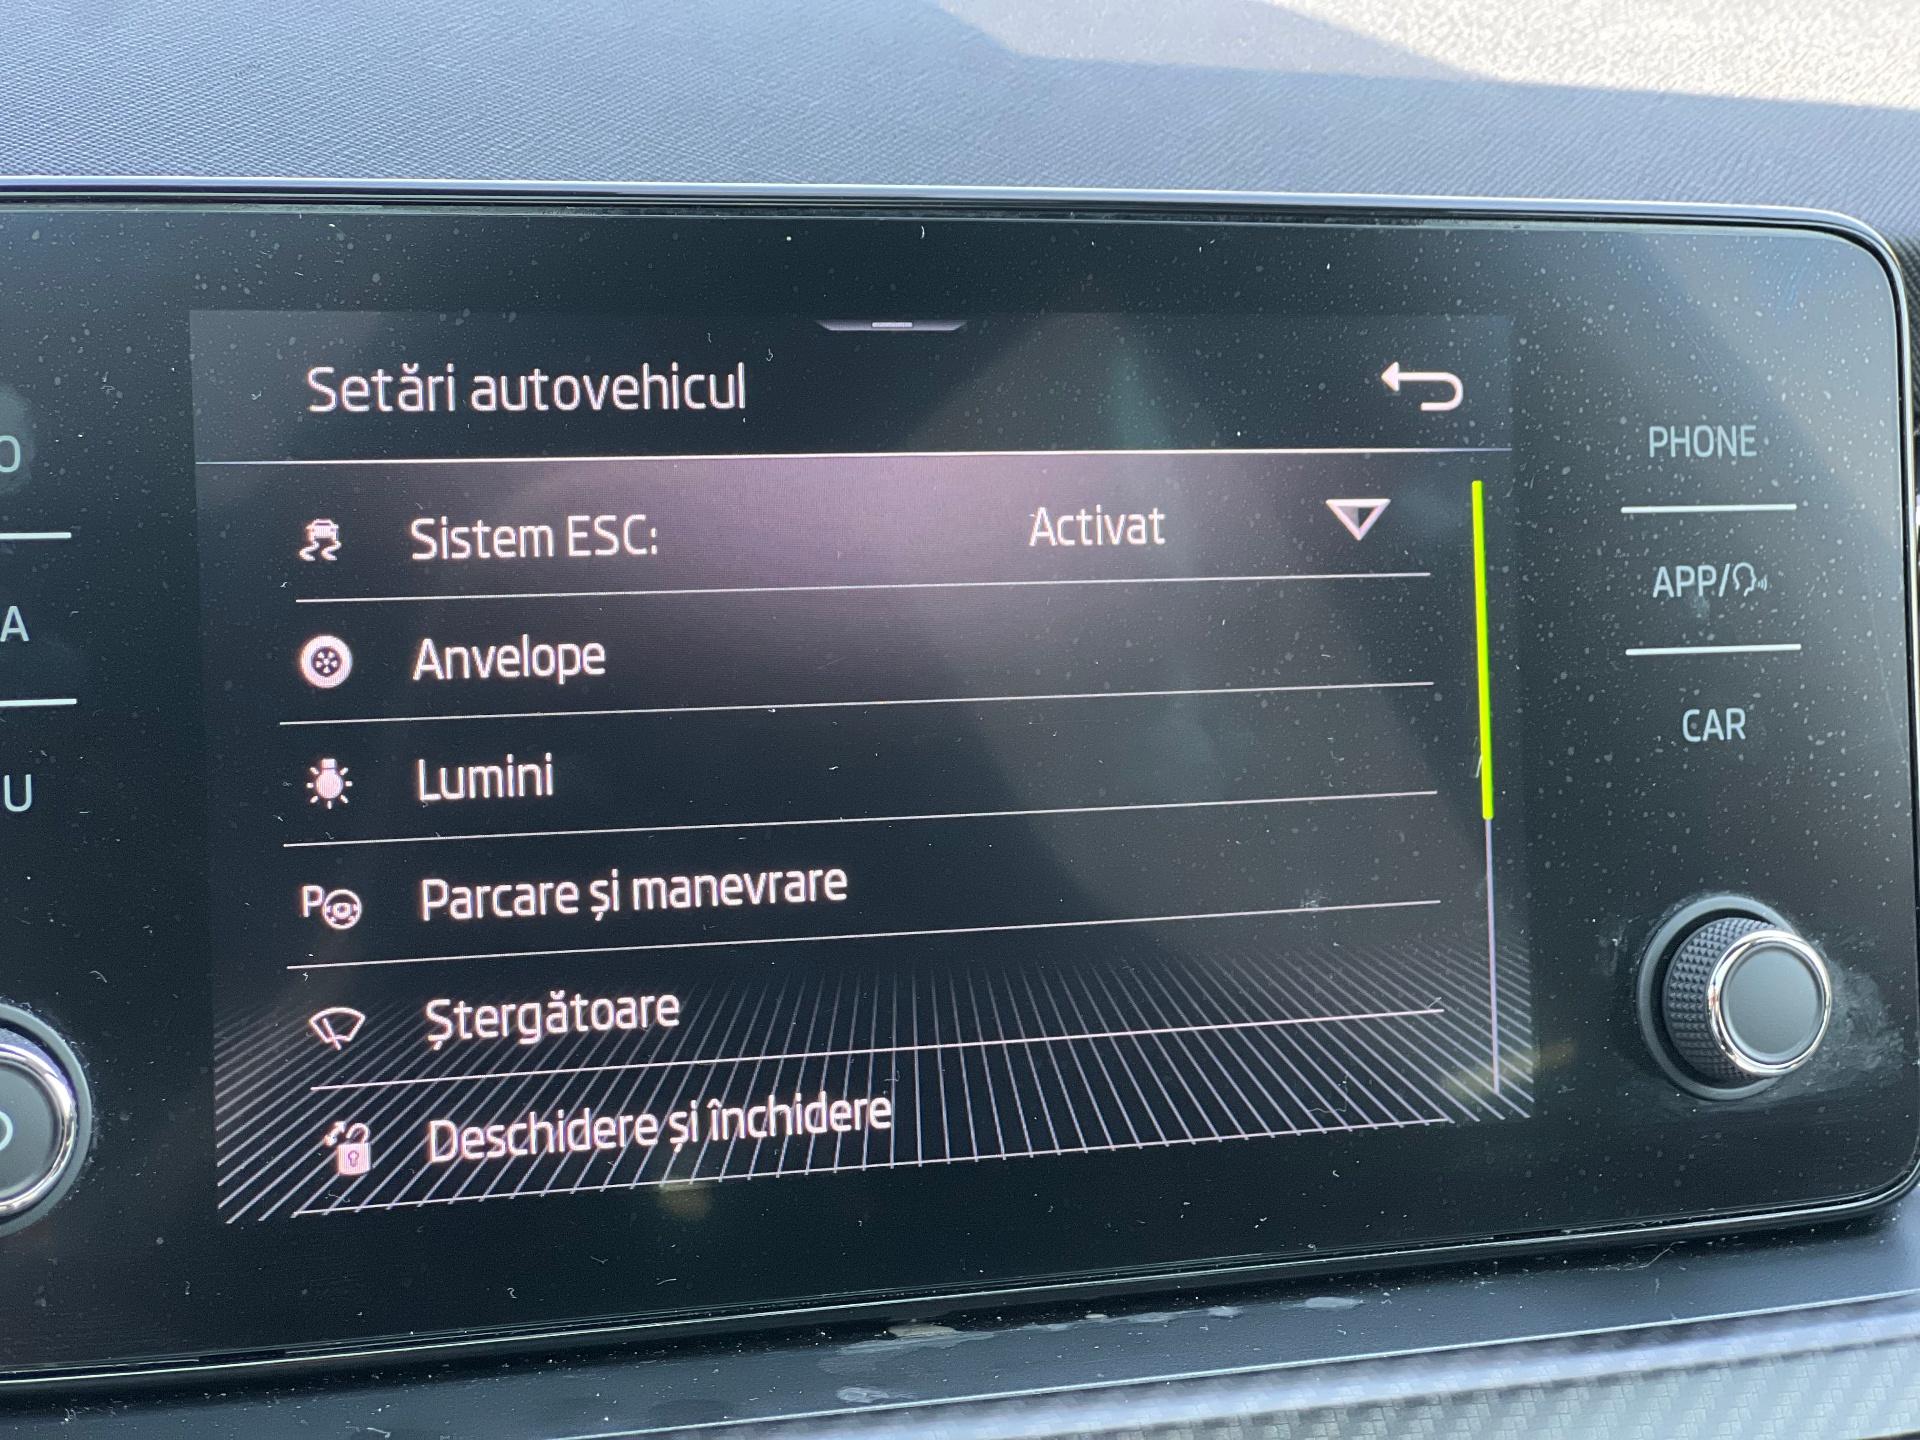 Setări autovehicul
Sistem ESC: Activat
Anvelope
Lumini
Parcare și manevrare
Ștergătoare
Deschidere și închidere
PHONE
APP/
CAR